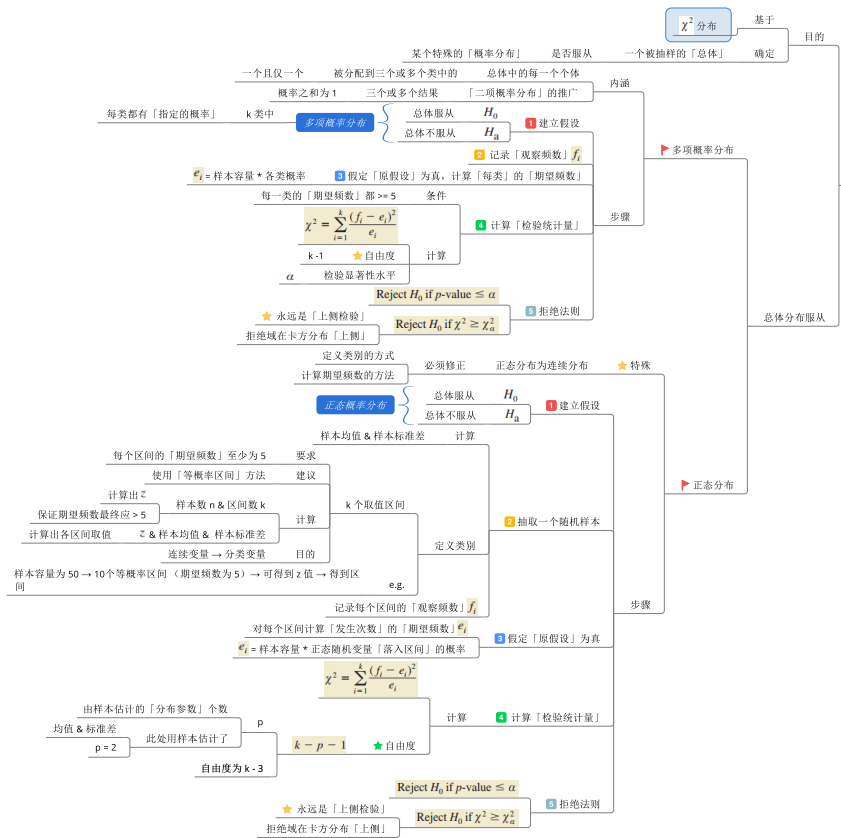 χ² 分布
基于
目的
某个特殊的「概率分布」
是否服从
一个被抽样的「总体」
确定
一个且仅一个
被分配到三个或多个类中的
总体中的每一个个体
内涵
概率之和为 1
三个或多个结果
「二项概率分布」的推广
每类都有「指定的概率」
k 类中
多项概率分布
总体服从
H₀
总体不服从
Hₐ
1 建立假设
多项概率分布
2 记录「观察频数」fᵢ
eᵢ = 样本容量 * 各类概率
3 假定「原假设」为真，计算「每类」的「期望频数」
每一类的「期望频数」都 >= 5
条件
步骤
χ² = ∑ᵢ₌₁ᵏ (fᵢ − eᵢ)²/eᵢ
4 计算「检验统计量」
k -1
自由度
计算
α
检验显著性水平
Reject H₀ if p-value ≤ α
5 拒绝法则
永远是「上侧检验」
Reject H₀ if χ² ≥ χ²α
拒绝域在卡方分布「上侧」
总体分布服从
定义类别的方式
计算期望频数的方法
必须修正
正态分布为连续分布
特殊
正态概率分布
总体服从
H₀
总体不服从
Hₐ
1 建立假设
样本均值 & 样本标准差
计算
每个区间的「期望频数」至少为 5
要求
使用「等概率区间」方法
建议
正态分布
计算出 z
保证期望频数最终应 > 5
样本数 n & 区间数 k
k 个取值区间
计算
计算出各区间取值
z & 样本均值 & 样本标准差
2 抽取一个随机样本
连续变量 → 分类变量
目的
定义类别
样本容量为 50 → 10个等概率区间 （期望频数为 5）→ 可得到 z 值 → 得到区
间
e.g.
记录每个区间的「观察频数」fᵢ
步骤
对每个区间计算「发生次数」的「期望频数」eᵢ
3 假定「原假设」为真
eᵢ = 样本容量 * 正态随机变量「落入区间」的概率
χ² = ∑ᵢ₌₁ᵏ (fᵢ − eᵢ)²/eᵢ
计算
4 计算「检验统计量」
由样本估计的「分布参数」个数
p
均值 & 标准差
此处用样本估计了
p = 2
k − p − 1
自由度
自由度为 k - 3
Reject H₀ if p-value ≤ α
5 拒绝法则
永远是「上侧检验」
Reject H₀ if χ² ≥ χ²α
拒绝域在卡方分布「上侧」